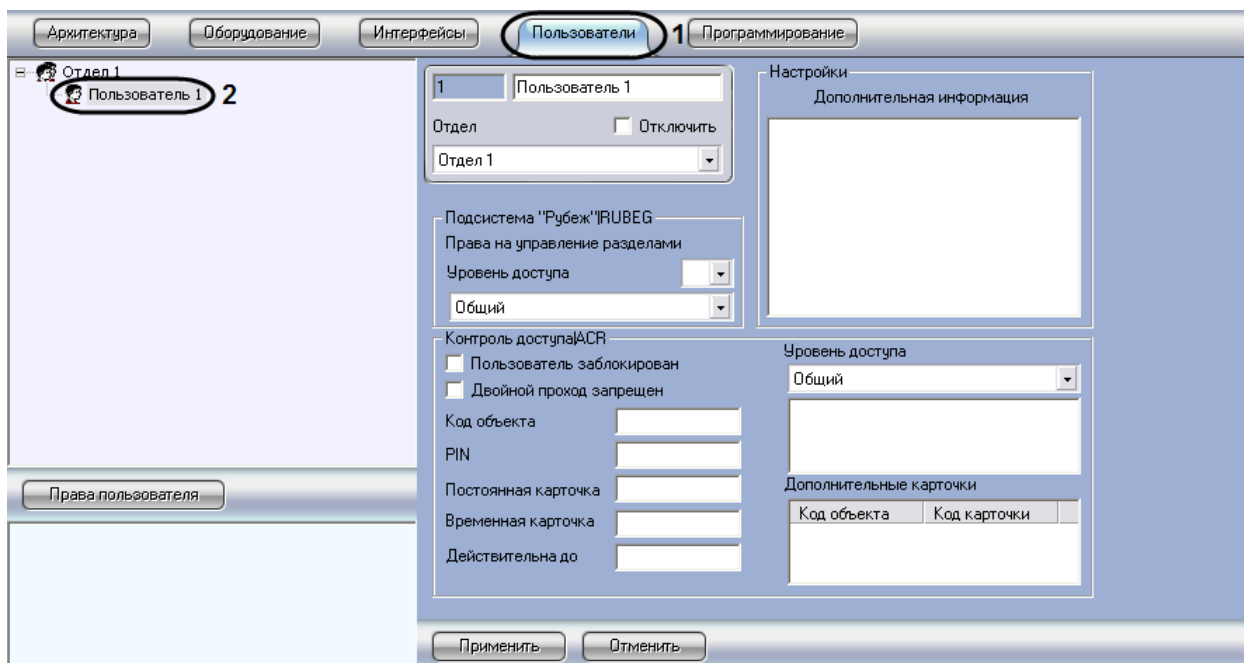 Архитектура Оборудование Интерфейсы Пользователи 1 Программирование
Отдел 1
Пользователь 1 2
1 Пользователь 1
Отдел Отключить
Отдел 1
Настройки
Дополнительная информация
Подсистема "Рубеж"|RUBEG
Права на управление разделами
Уровень доступа
Общий
Контроль доступа|ACR
Пользователь заблокирован
Двойной проход запрещен
Код объекта
PIN
Постоянная карточка
Временная карточка
Действительна до
Уровень доступа
Общий
Дополнительные карточки
Код объекта Код карточки
Права пользователя
Применить Отменить